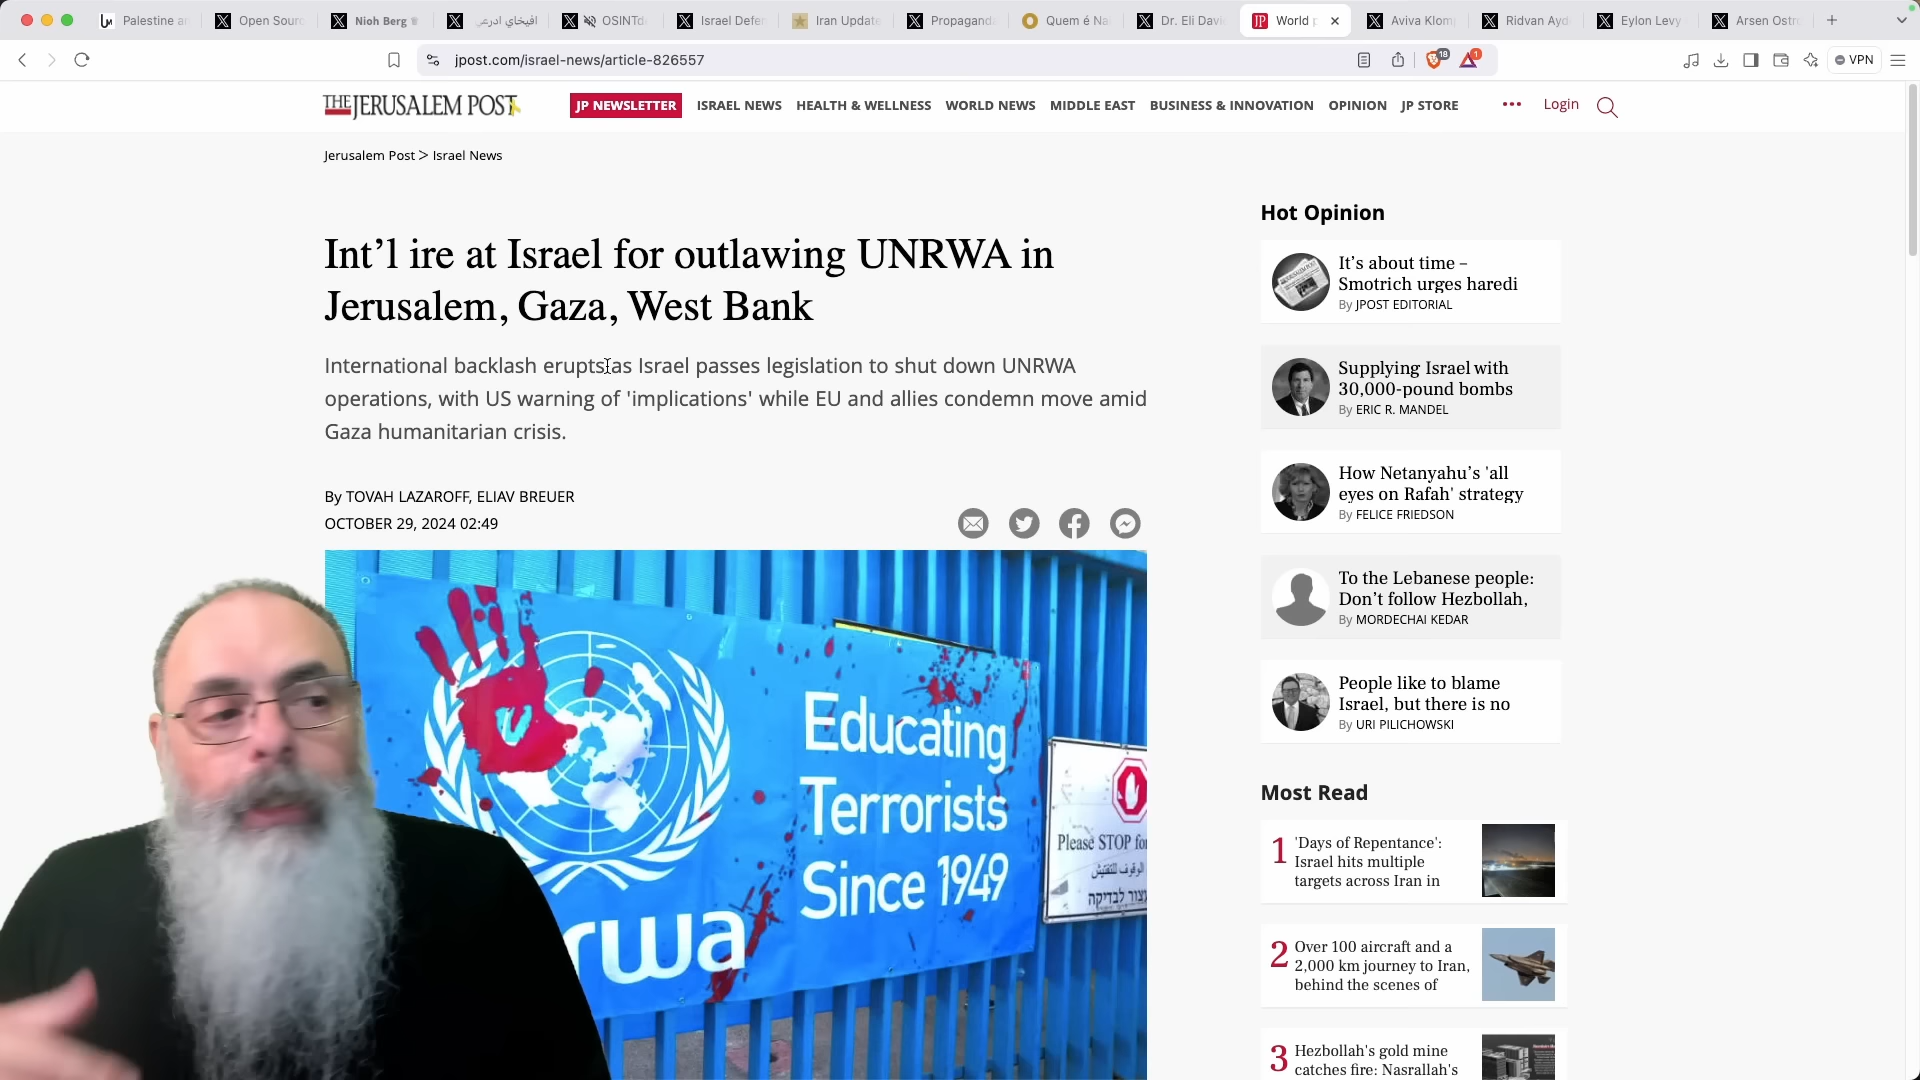 Palestine a
Open Sourc
Nioh Berg
افيخاي ادرعي
OSINTd
Israel Defen
Iran Update
Propagand
Quem é Na
Dr. Eli Davi
World p
Aviva Klom
Ridvan Ayd
Eylon Levy
Arsen Ostro
jpost.com/israel-news/article-826557
18
1
VPN
THE JERUSALEM POST
JP NEWSLETTER
ISRAEL NEWS
HEALTH & WELLNESS
WORLD NEWS
MIDDLE EAST
BUSINESS & INNOVATION
OPINION
JP STORE
Login
Jerusalem Post > Israel News
Int’l ire at Israel for outlawing UNRWA in
Jerusalem, Gaza, West Bank
International backlash erupts as Israel passes legislation to shut down UNRWA
operations, with US warning of 'implications' while EU and allies condemn move amid
Gaza humanitarian crisis.
By TOVAH LAZAROFF, ELIAV BREUER
OCTOBER 29, 2024 02:49
Educating
Terrorists
Since 1949
rwa
Please STOP for
الوقوف للتفتيش
עצור לבדיקה
Hot Opinion
It’s about time –
Smotrich urges haredi
By JPOST EDITORIAL
Supplying Israel with
30,000-pound bombs
By ERIC R. MANDEL
How Netanyahu’s 'all
eyes on Rafah' strategy
By FELICE FRIEDSON
To the Lebanese people:
Don’t follow Hezbollah,
By MORDECHAI KEDAR
People like to blame
Israel, but there is no
By URI PILICHOWSKI
Most Read
1
'Days of Repentance':
Israel hits multiple
targets across Iran in
2
Over 100 aircraft and a
2,000 km journey to Iran,
behind the scenes of
3
Hezbollah's gold mine
catches fire: Nasrallah's